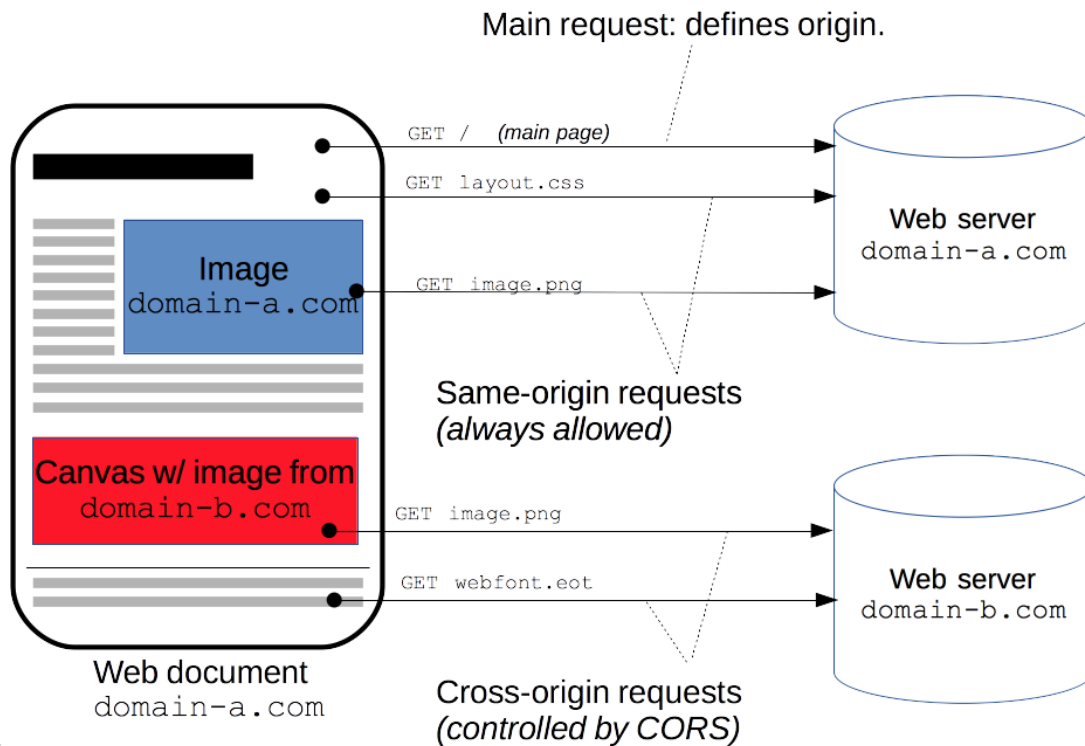 Main request: defines origin.
GET / (main page)
GET layout.css
Web server
domain-a.com
Image
domain-a.com
GET image.png
Same-origin requests
(always allowed)
Canvas w/ image from
domain-b.com
GET image.png
GET webfont.eot
Web server
domain-b.com
Web document
domain-a.com
Cross-origin requests
(controlled by CORS)